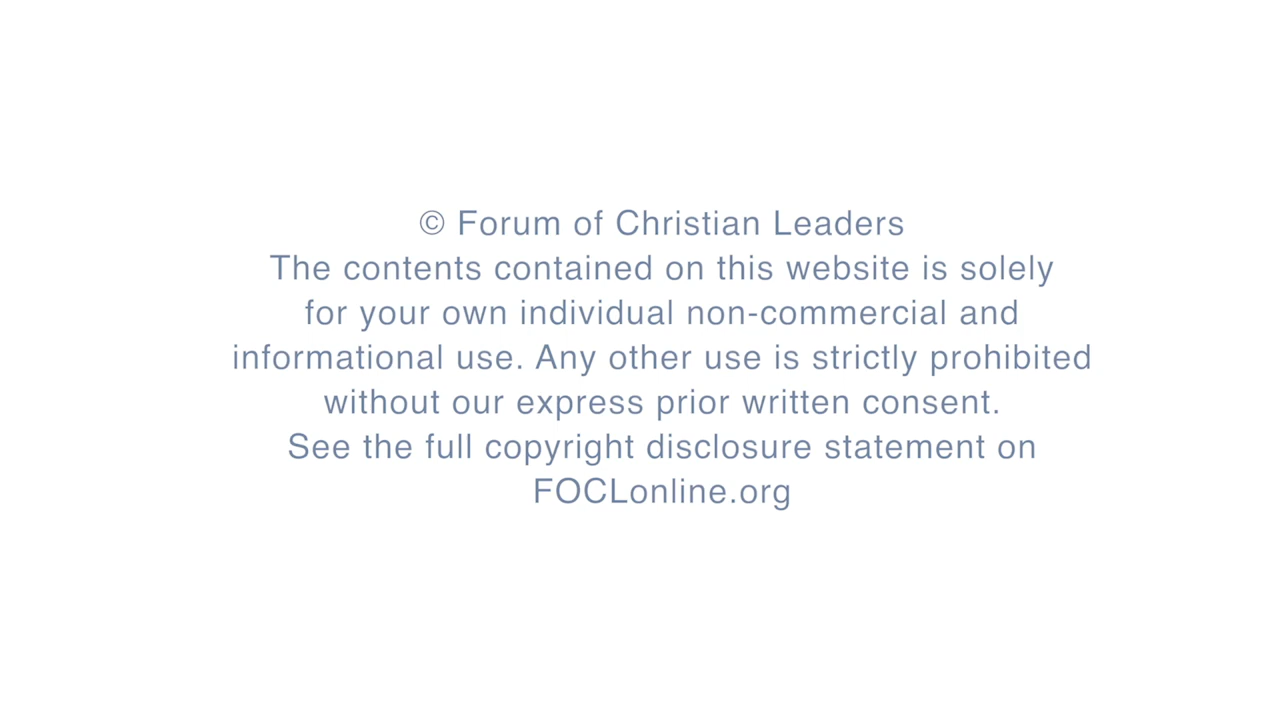 © Forum of Christian Leaders
The contents contained on this website is solely
for your own individual non-commercial and
informational use. Any other use is strictly prohibited
without our express prior written consent.
See the full copyright disclosure statement on
FOCLonline.org